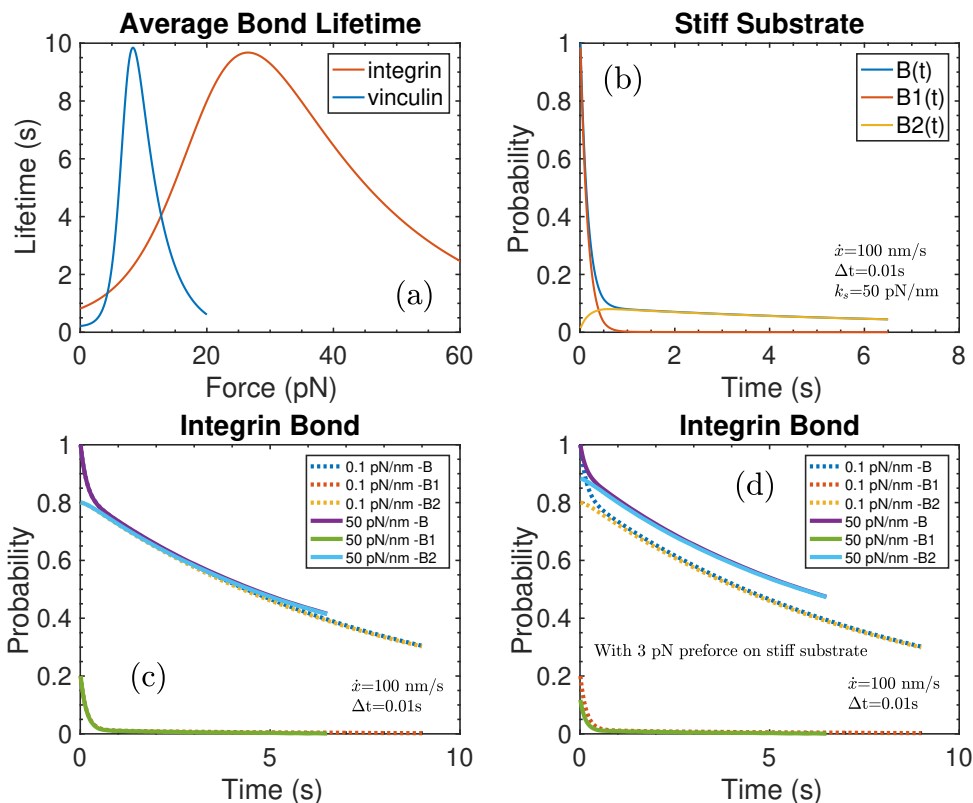 Average Bond Lifetime
10
8
6
4
2
0
Lifetime (s)
integrin
vinculin
(a)
0
20
40
60
Force (pN)
Stiff Substrate
1
0.8
0.6
0.4
0.2
0
Probability
(b)
B(t)
B1(t)
B2(t)
ẋ=100 nm/s
Δt=0.01s
kₛ=50 pN/nm
0
2
4
6
8
Time (s)
Integrin Bond
1
0.8
0.6
0.4
0.2
0
Probability
0.1 pN/nm -B
0.1 pN/nm -B1
0.1 pN/nm -B2
50 pN/nm -B
50 pN/nm -B1
50 pN/nm -B2
(c)
ẋ=100 nm/s
Δt=0.01s
0
5
10
Time (s)
Integrin Bond
1
0.8
0.6
0.4
0.2
0
Probability
(d)
0.1 pN/nm -B
0.1 pN/nm -B1
0.1 pN/nm -B2
50 pN/nm -B
50 pN/nm -B1
50 pN/nm -B2
With 3 pN preforce on stiff substrate
ẋ=100 nm/s
Δt=0.01s
0
5
10
Time (s)